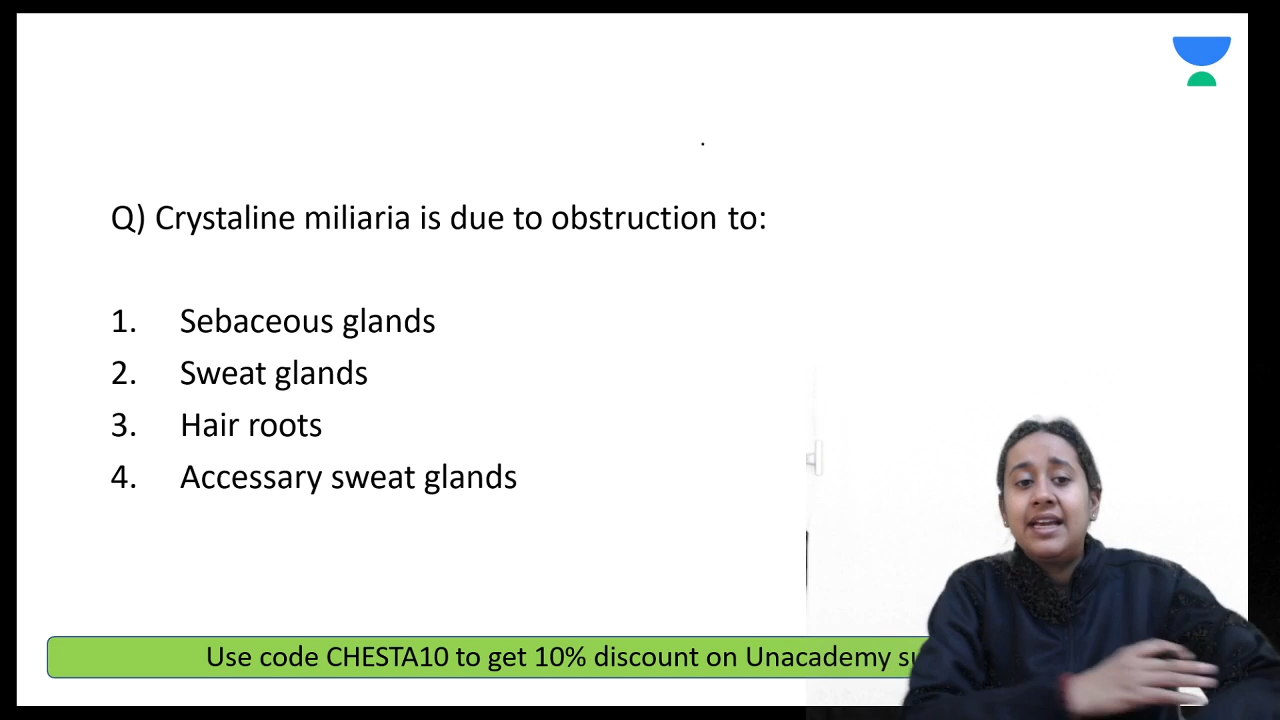 Q) Crystaline miliaria is due to obstruction to:
1. Sebaceous glands
2. Sweat glands
3. Hair roots
4. Accessary sweat glands
Use code CHESTA10 to get 10% discount on Unacademy